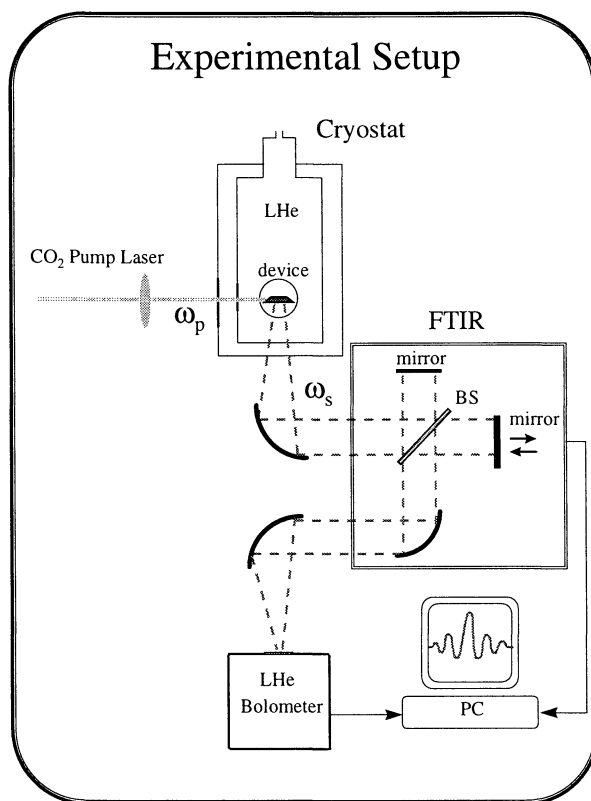 Experimental Setup
Cryostat
LHe
CO₂ Pump Laser
device
ωₚ
FTIR
mirror
ωₛ
BS
mirror
LHe
Bolometer
PC